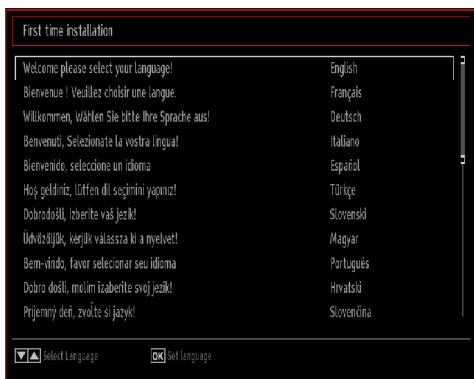 First time installation
Welcome please select your language! English
Bienvenue ! Veuillez choisir une langue. Français
Willkommen, Wählen Sie bitte Ihre Sprache aus! Deutsch
Benvenuti, Selezionate la vostra lingua! Italiano
Bienvenido, seleccione un idioma Español
Hoş geldiniz, lütfen dil seçimini yapınız! Türkçe
Dobrodošli, izberite vaš jezik! Slovenski
Üdvözöljük, kérjük válassza ki a nyelvet! Magyar
Bem-vindo, favor selecionar seu idioma Português
Dobro došli, molim izaberite svoj jezik! Hrvatski
Príjemný deň, zvoľte si jazyk! Slovenčina
Select Language OK Set language